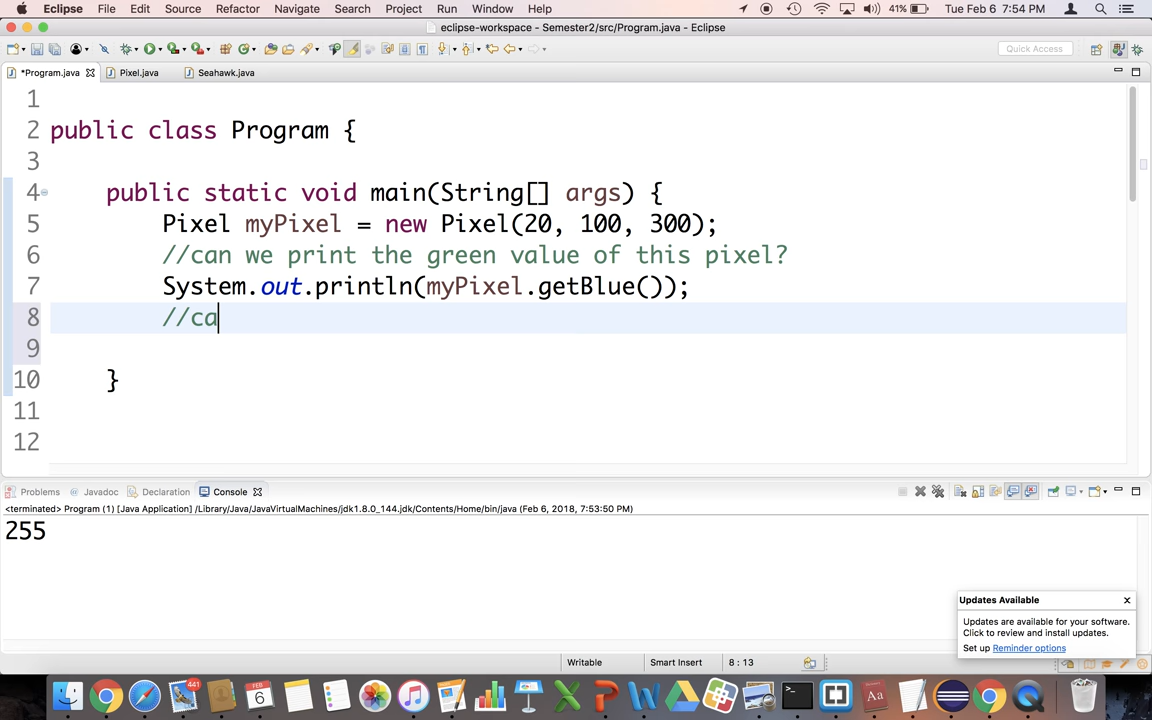 Eclipse File Edit Source Refactor Navigate Search Project Run Window Help 41% Tue Feb 6 7:54 PM
eclipse-workspace - Semester2/src/Program.java - Eclipse
Quick Access
*Program.java Pixel.java Seahawk.java
1
2 public class Program {
3
4 public static void main(String[] args) {
5 Pixel myPixel = new Pixel(20, 100, 300);
6 //can we print the green value of this pixel?
7 System.out.println(myPixel.getBlue());
8 //ca
9
10 }
11
12
Problems Javadoc Declaration Console
<terminated> Program (1) [Java Application] /Library/Java/JavaVirtualMachines/jdk1.8.0_144.jdk/Contents/Home/bin/java (Feb 6, 2018, 7:53:50 PM)
255
Updates Available
Updates are available for your software.
Click to review and install updates.
Set up Reminder options
Writable Smart Insert 8 : 13
441
6
Aa